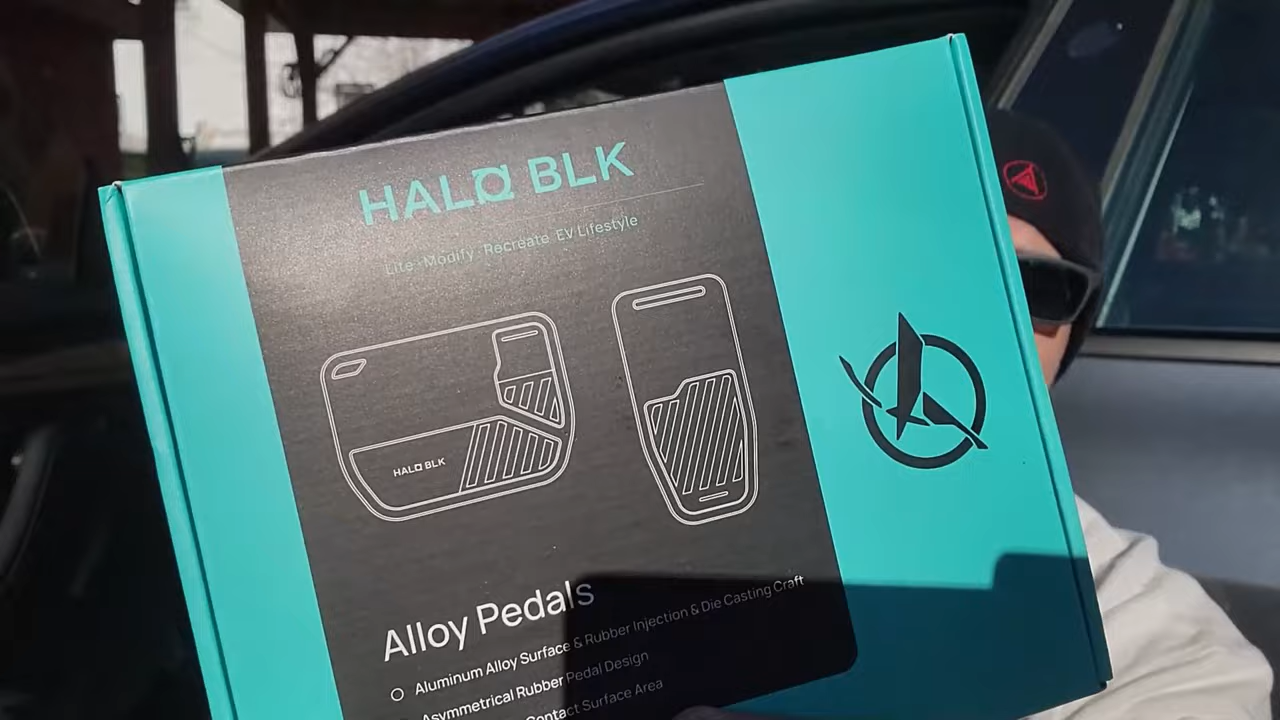 HALO BLK
Lite · Modify · Recreate EV Lifestyle
HALO BLK
Alloy Pedals
Aluminum Alloy Surface & Rubber Injection & Die Casting Craft
Asymmetrical Rubber Pedal Design
Contact Surface Area